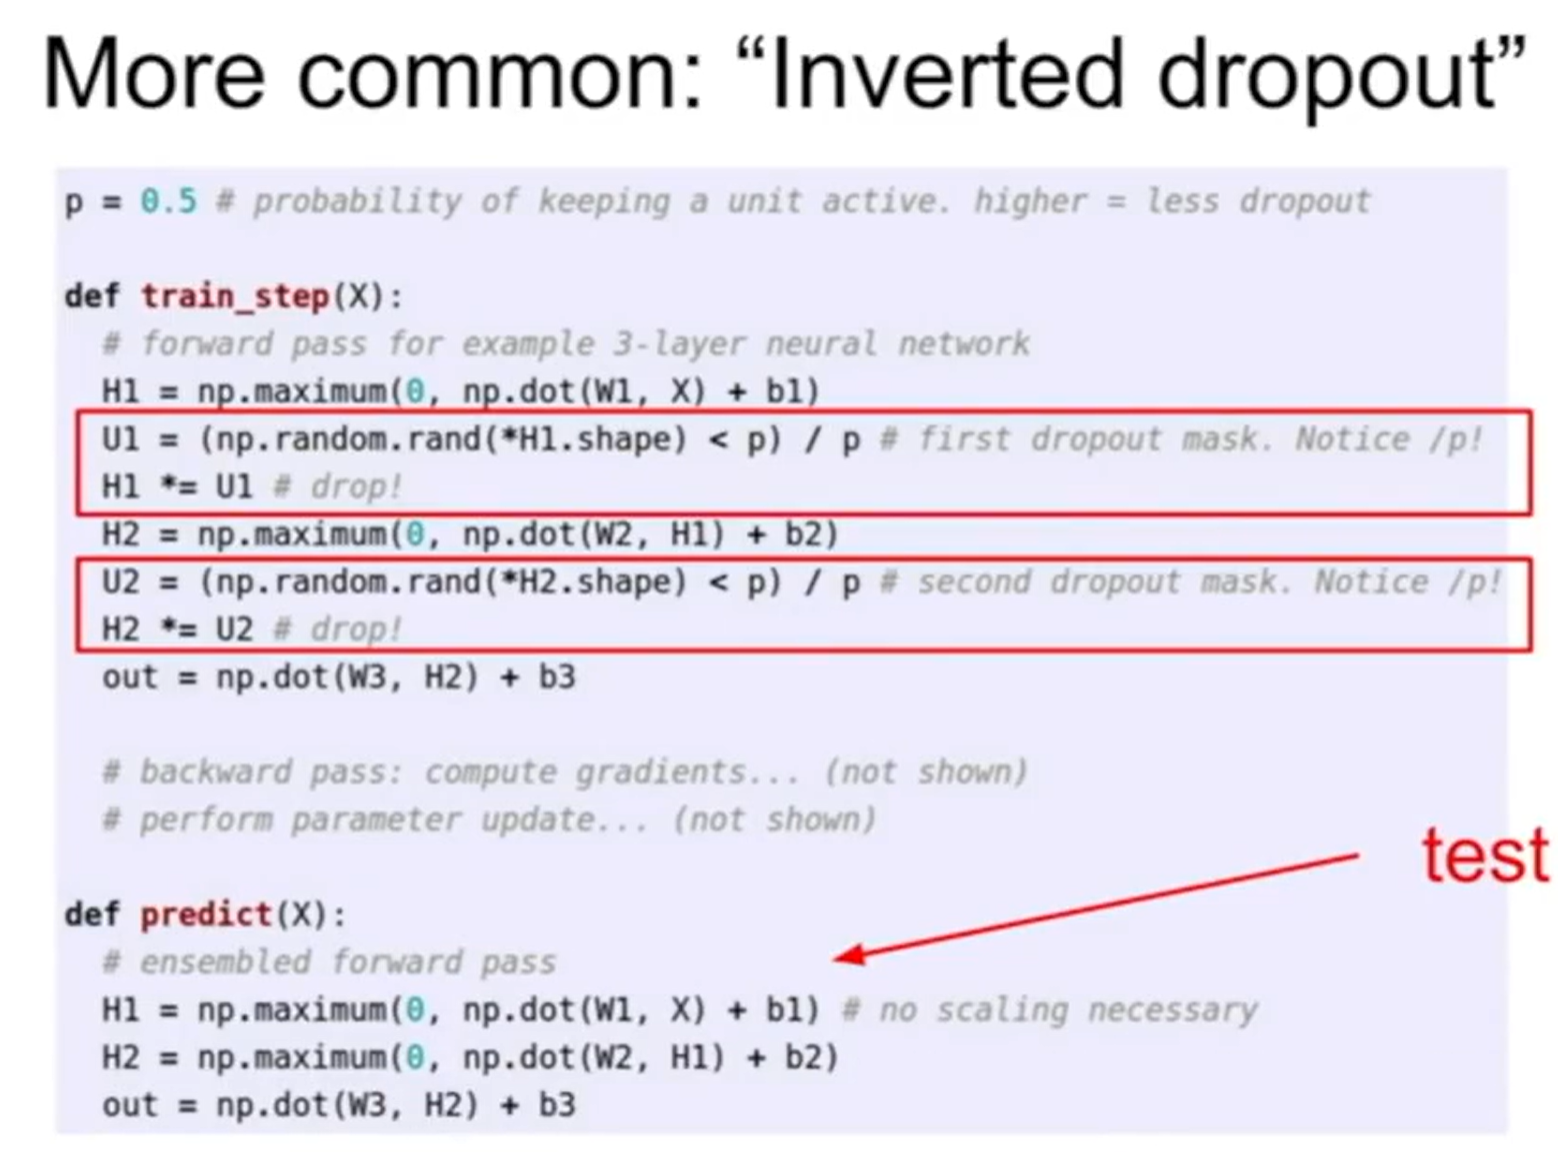 More common: “Inverted dropout”
p = 0.5 # probability of keeping a unit active. higher = less dropout
def train_step(X):
# forward pass for example 3-layer neural network
H1 = np.maximum(0, np.dot(W1, X) + b1)
U1 = (np.random.rand(*H1.shape) < p) / p # first dropout mask. Notice /p!
H1 *= U1 # drop!
H2 = np.maximum(0, np.dot(W2, H1) + b2)
U2 = (np.random.rand(*H2.shape) < p) / p # second dropout mask. Notice /p!
H2 *= U2 # drop!
out = np.dot(W3, H2) + b3
# backward pass: compute gradients... (not shown)
# perform parameter update... (not shown)
test
def predict(X):
# ensembled forward pass
H1 = np.maximum(0, np.dot(W1, X) + b1) # no scaling necessary
H2 = np.maximum(0, np.dot(W2, H1) + b2)
out = np.dot(W3, H2) + b3